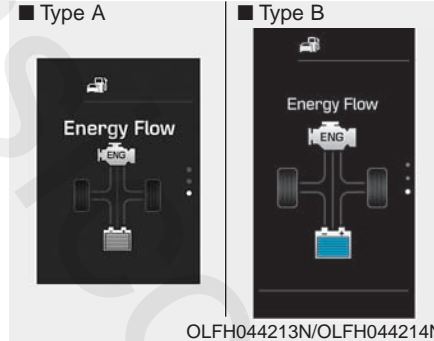 ■ Type A
■ Type B
Energy Flow
ENG
Energy Flow
ENG
OLFH044213N/OLFH044214N